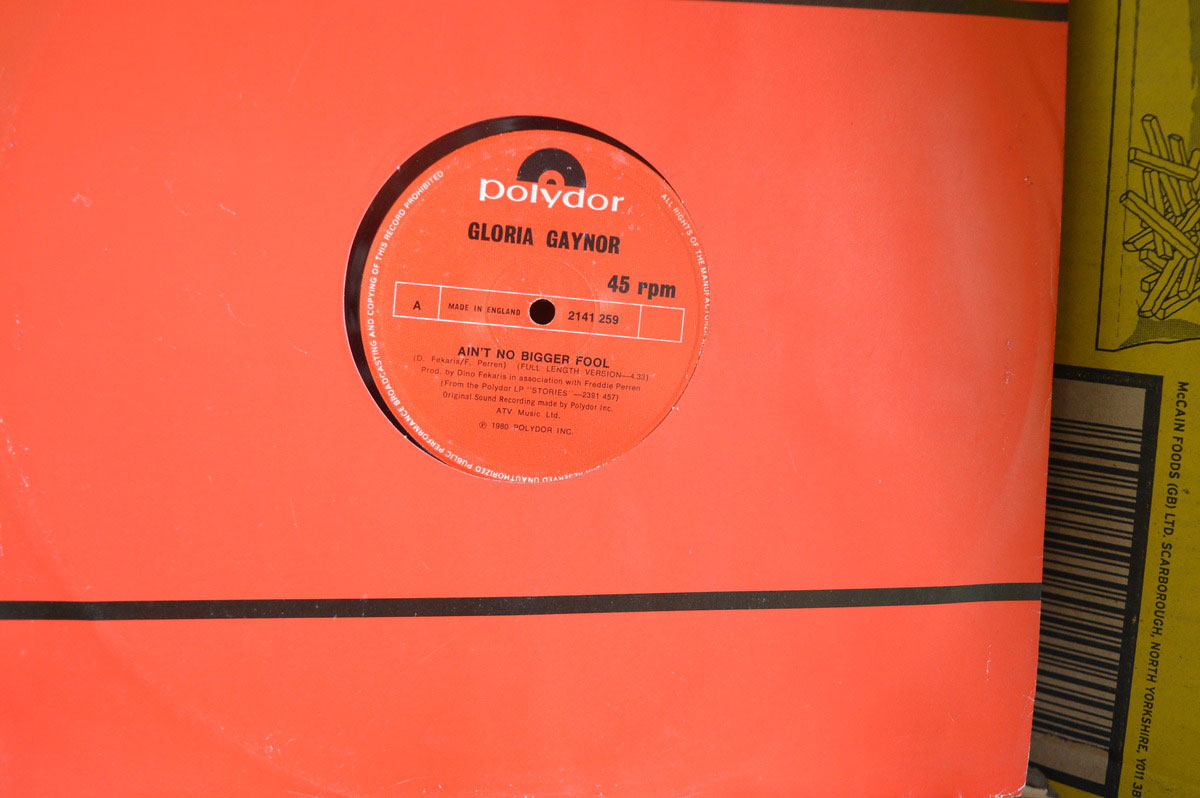 polydor
GLORIA GAYNOR
45 rpm
A
MADE IN ENGLAND
2141 259
AIN'T NO BIGGER FOOL
(D. Fekaris/F. Perren) (FULL LENGTH VERSION—4.33)
Prod. by Dino Fekaris in association with Freddie Perren
(From the Polydor LP "STORIES"—2391 457)
Original Sound Recording made by Polydor Inc.
ATV Music Ltd.
℗ 1980 POLYDOR INC.
ALL RIGHTS OF THE MANUFACTURER
RESERVED UNAUTHORIZED PUBLIC PERFORMANCE BROADCASTING AND COPYING OF THIS RECORD PROHIBITED
McCAIN FOODS (GB) LTD. SCARBOROUGH, NORTH YORKSHIRE, YO11 3B